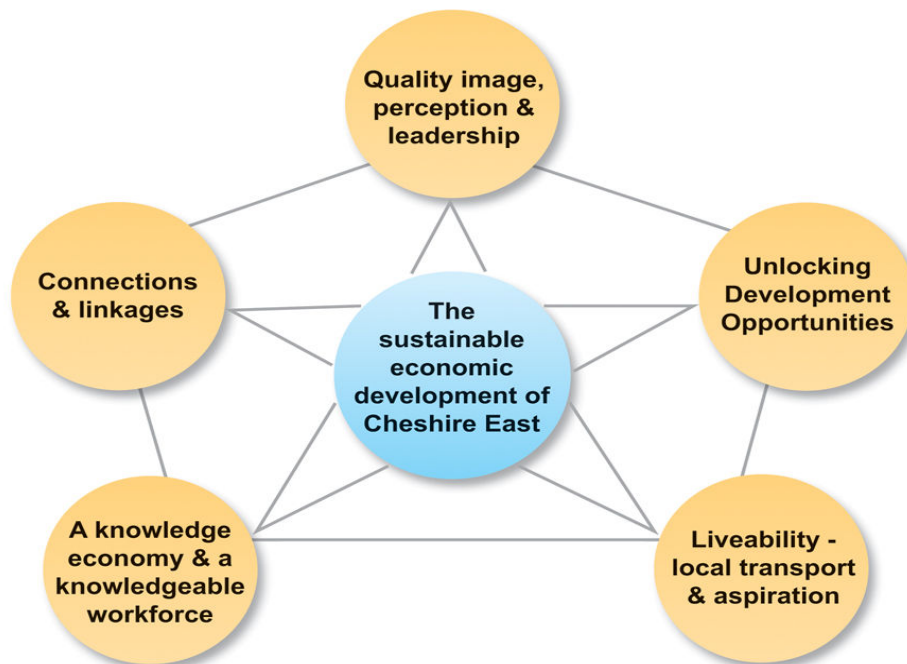 Quality image,
perception &
leadership
Connections
& linkages
Unlocking
Development
Opportunities
The
sustainable
economic
development of
Cheshire East
A knowledge
economy & a
knowledgeable
workforce
Liveability -
local transport
& aspiration